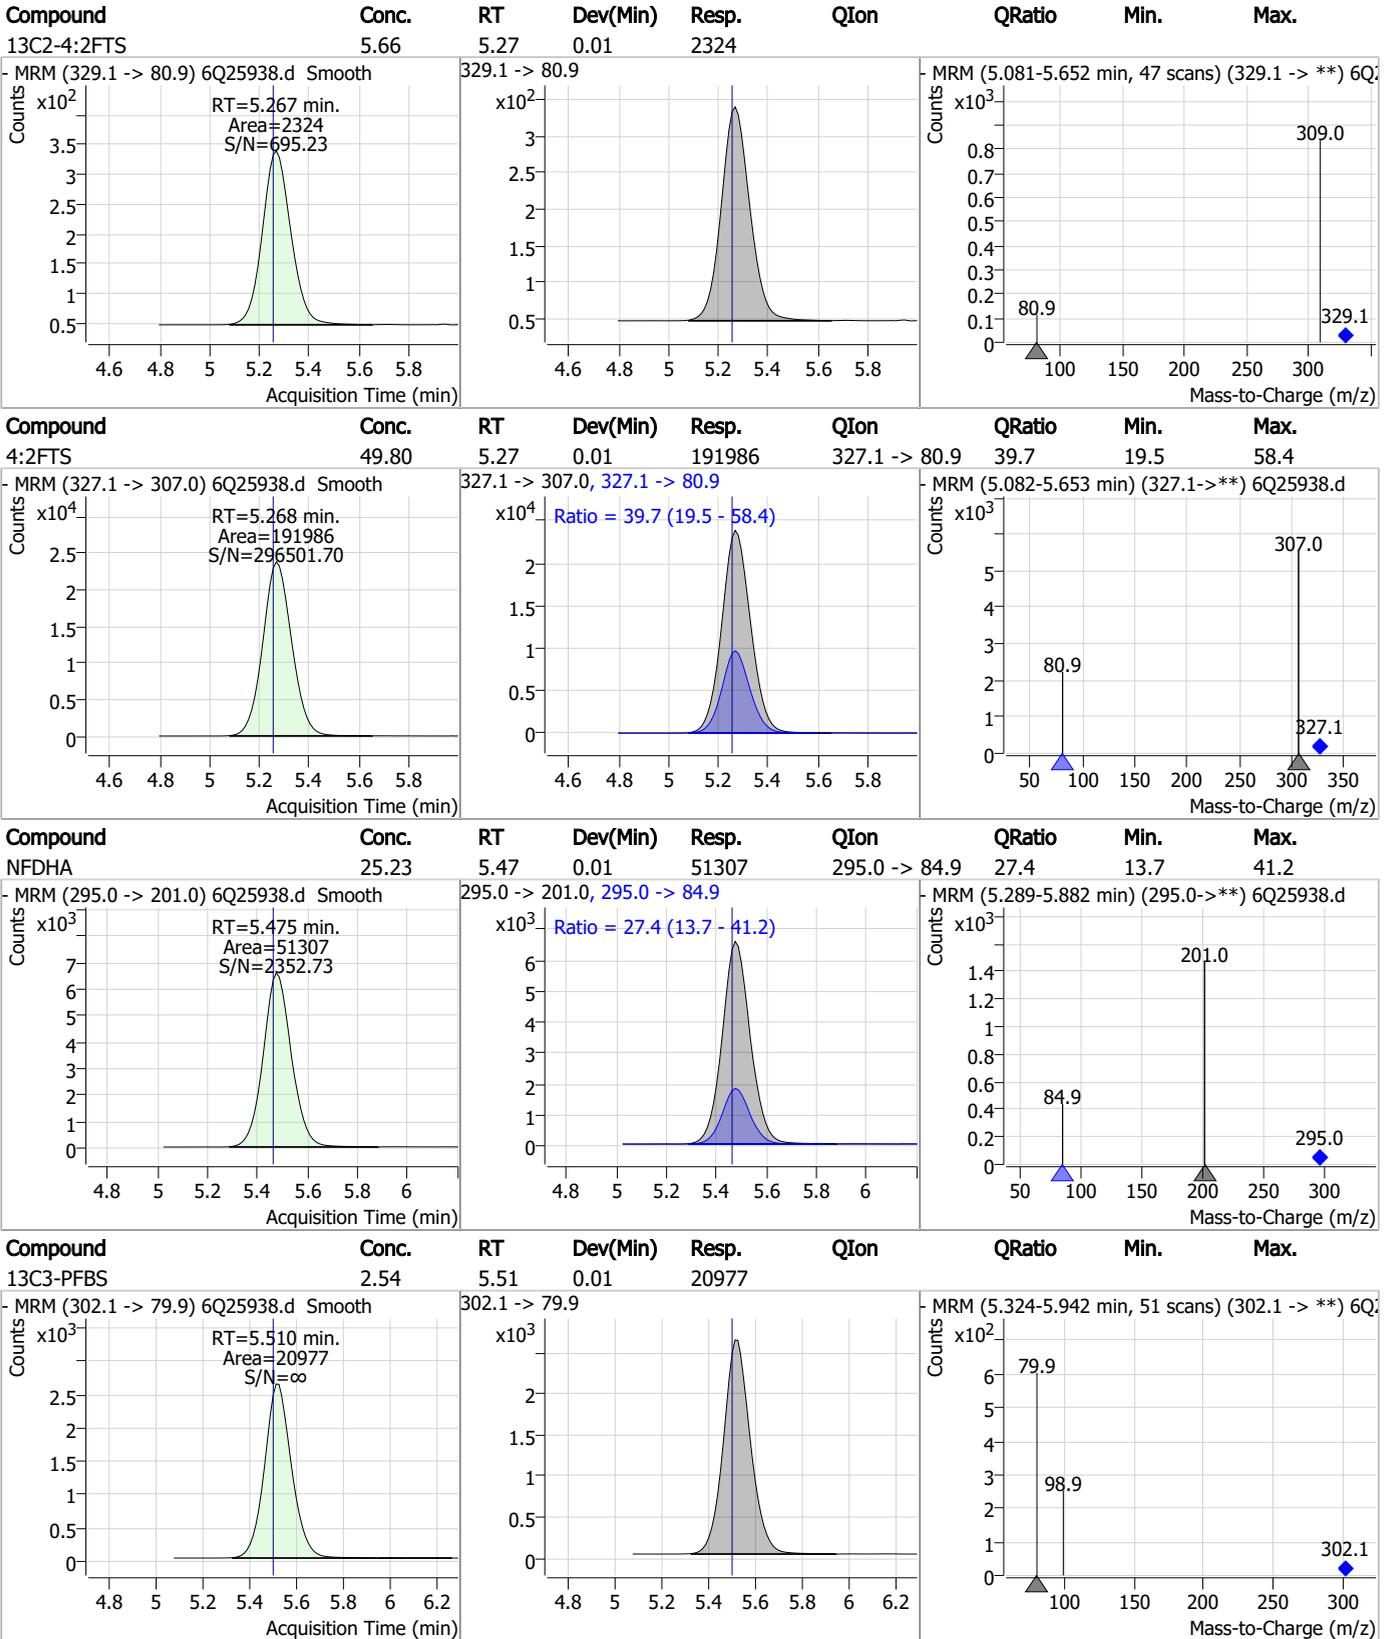 Compound Conc. RT Dev(Min) Resp. QIon QRatio Min. Max.
13C2-4:2FTS 5.66 5.27 0.01 2324
- MRM (329.1 -> 80.9) 6Q25938.d Smooth
Counts
x10²
RT=5.267 min.
Area=2324
S/N=695.23
3.5
3
2.5
2
1.5
1
0.5
4.6 4.8 5 5.2 5.4 5.6 5.8
Acquisition Time (min)
329.1 -> 80.9
x10²
3
2.5
2
1.5
1
0.5
4.6 4.8 5 5.2 5.4 5.6 5.8
- MRM (5.081-5.652 min, 47 scans) (329.1 -> **)
Counts
x10³
309.0
0.8
0.7
0.6
0.5
0.4
0.3
0.2
80.9
329.1
0.1
0
100 150 200 250 300
Mass-to-Charge (m/z)
Compound Conc. RT Dev(Min) Resp. QIon QRatio Min. Max.
4:2FTS 49.80 5.27 0.01 191986 327.1 -> 80.9 39.7 19.5 58.4
- MRM (327.1 -> 307.0) 6Q25938.d Smooth
Counts
x10⁴
RT=5.268 min.
Area=191986
S/N=296501.70
2.5
2
1.5
1
0.5
0
4.6 4.8 5 5.2 5.4 5.6 5.8
Acquisition Time (min)
327.1 -> 307.0, 327.1 -> 80.9
x10⁴
Ratio = 39.7 (19.5 - 58.4)
2
1.5
1
0.5
0
4.6 4.8 5 5.2 5.4 5.6 5.8
- MRM (5.082-5.653 min) (327.1->**) 6Q25938.d
Counts
x10³
307.0
5
4
3
80.9
2
1
327.1
0
50 100 150 200 250 300 350
Mass-to-Charge (m/z)
Compound Conc. RT Dev(Min) Resp. QIon QRatio Min. Max.
NFDHA 25.23 5.47 0.01 51307 295.0 -> 84.9 27.4 13.7 41.2
- MRM (295.0 -> 201.0) 6Q25938.d Smooth
Counts
x10³
RT=5.475 min.
Area=51307
S/N=2352.73
7
6
5
4
3
2
1
0
4.8 5 5.2 5.4 5.6 5.8 6
Acquisition Time (min)
295.0 -> 201.0, 295.0 -> 84.9
x10³
Ratio = 27.4 (13.7 - 41.2)
6
5
4
3
2
1
0
4.8 5 5.2 5.4 5.6 5.8 6
- MRM (5.289-5.882 min) (295.0->**) 6Q25938.d
Counts
x10³
201.0
1.4
1.2
1
0.8
0.6
84.9
0.4
0.2
295.0
0
50 100 150 200 250 300
Mass-to-Charge (m/z)
Compound Conc. RT Dev(Min) Resp. QIon QRatio Min. Max.
13C3-PFBS 2.54 5.51 0.01 20977
- MRM (302.1 -> 79.9) 6Q25938.d Smooth
Counts
x10³
RT=5.510 min.
Area=20977
S/N=∞
2.5
2
1.5
1
0.5
0
4.8 5 5.2 5.4 5.6 5.8 6 6.2
Acquisition Time (min)
302.1 -> 79.9
x10³
2
1.5
1
0.5
0
4.8 5 5.2 5.4 5.6 5.8 6 6.2
- MRM (5.324-5.942 min, 51 scans) (302.1 -> **)
Counts
x10²
79.9
6
5
4
3
98.9
2
1
302.1
0
100 150 200 250 300
Mass-to-Charge (m/z)